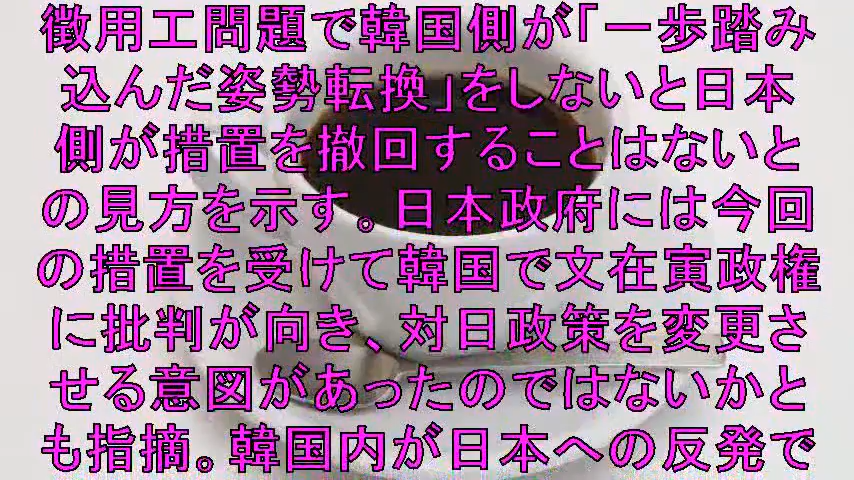 徴用工問題で韓国側が「一歩踏み
込んだ姿勢転換」をしないと日本
側が措置を撤回することはないと
の見方を示す。日本政府には今回
の措置を受けて韓国で文在寅政権
に批判が向き、対日政策を変更さ
せる意図があったのではないかと
も指摘。韓国内が日本への反発で